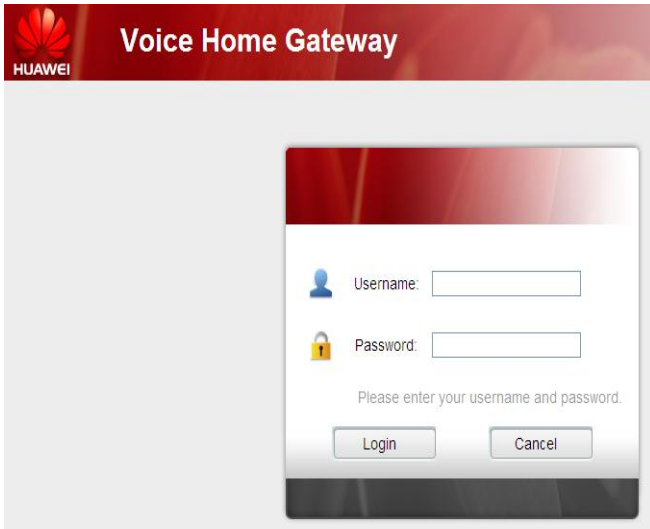 HUAWEI
Voice Home Gateway
Username:
Password:
Please enter your username and password.
Login
Cancel